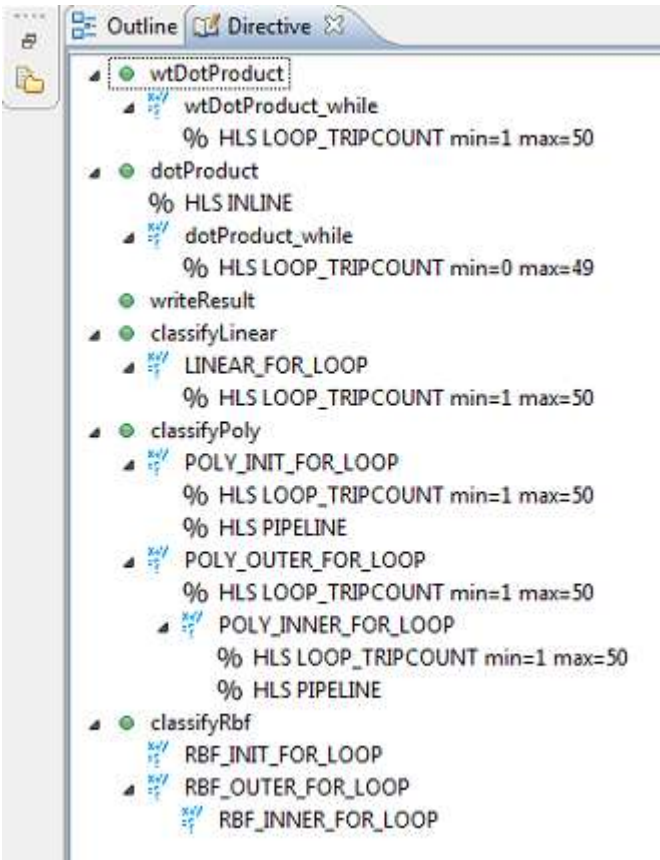 Outline Directive
wtDotProduct
wtDotProduct_while
% HLS LOOP_TRIPCOUNT min=1 max=50
dotProduct
% HLS INLINE
dotProduct_while
% HLS LOOP_TRIPCOUNT min=0 max=49
writeResult
classifyLinear
LINEAR_FOR_LOOP
% HLS LOOP_TRIPCOUNT min=1 max=50
classifyPoly
POLY_INIT_FOR_LOOP
% HLS LOOP_TRIPCOUNT min=1 max=50
% HLS PIPELINE
POLY_OUTER_FOR_LOOP
% HLS LOOP_TRIPCOUNT min=1 max=50
POLY_INNER_FOR_LOOP
% HLS LOOP_TRIPCOUNT min=1 max=50
% HLS PIPELINE
classifyRbf
RBF_INIT_FOR_LOOP
RBF_OUTER_FOR_LOOP
RBF_INNER_FOR_LOOP